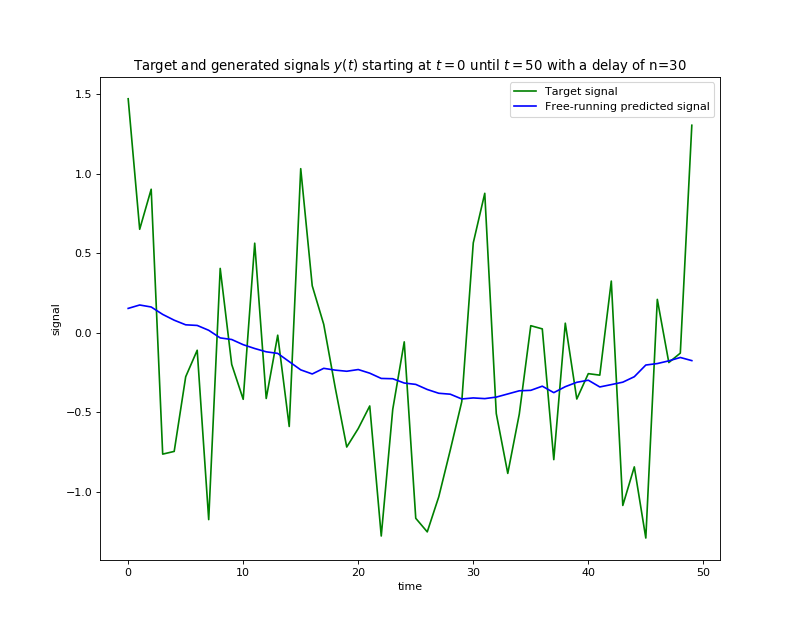 Target and generated signals y(t) starting at t = 0 until t = 50 with a delay of n=30
Target signal
Free-running predicted signal
1.5
1.0
0.5
0.0
−0.5
−1.0
signal
0 10 20 30 40 50
time